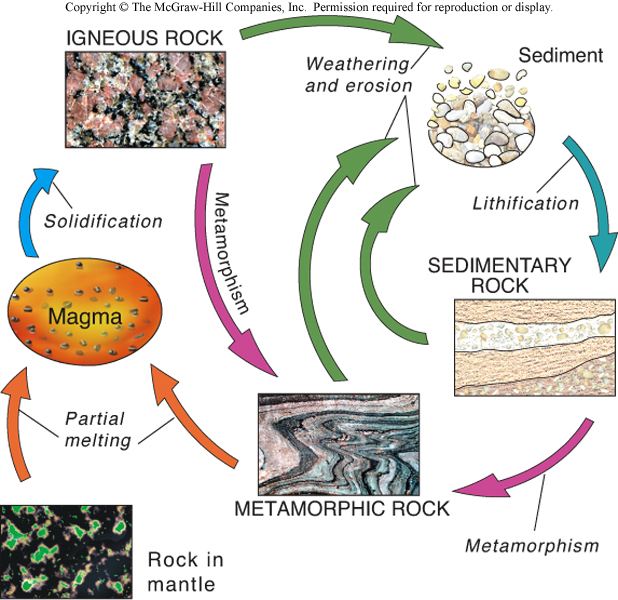 Copyright © The McGraw-Hill Companies, Inc. Permission required for reproduction or display.
IGNEOUS ROCK
Weathering
and erosion
Sediment
Solidification
Metamorphism
Lithification
SEDIMENTARY
ROCK
Magma
Partial
melting
METAMORPHIC ROCK
Metamorphism
Rock in
mantle